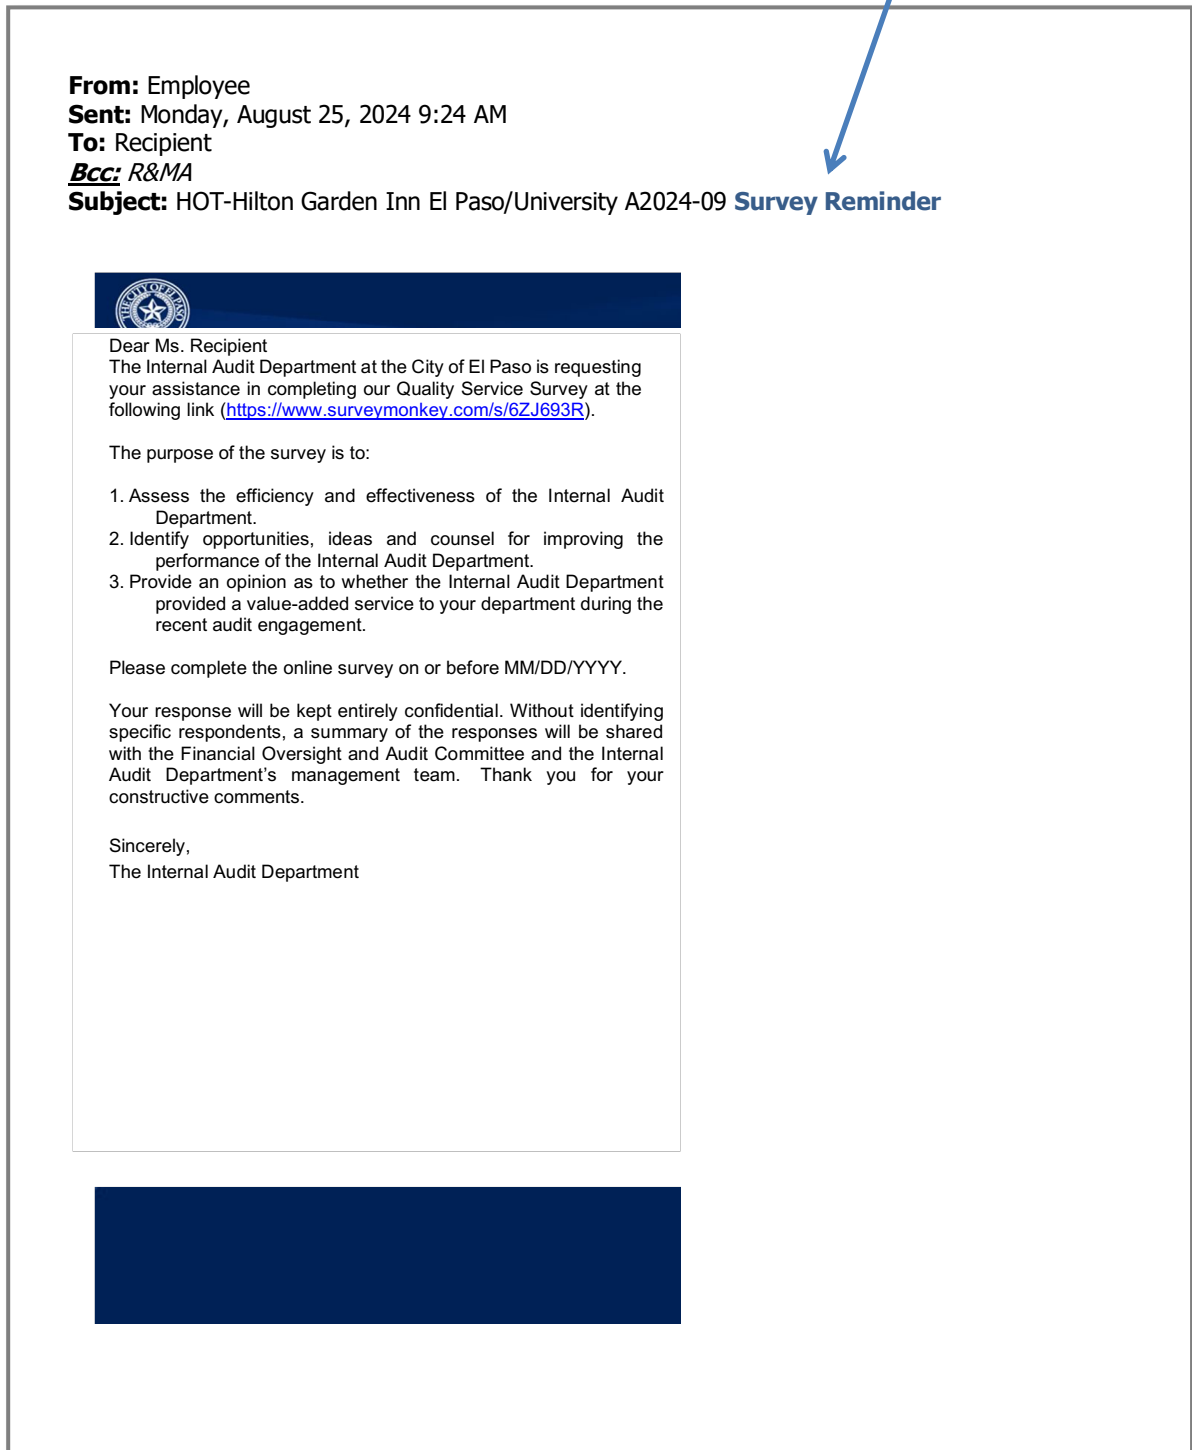 From: Employee
Sent: Monday, August 25, 2024 9:24 AM
To: Recipient
Bcc: R&MA
Subject: HOT-Hilton Garden Inn El Paso/University A2024-09 Survey Reminder
THE CITY OF EL PASO
Dear Ms. Recipient
The Internal Audit Department at the City of El Paso is requesting
your assistance in completing our Quality Service Survey at the
following link (https://www.surveymonkey.com/s/6ZJ693R).
The purpose of the survey is to:
1. Assess the efficiency and effectiveness of the Internal Audit
Department.
2. Identify opportunities, ideas and counsel for improving the
performance of the Internal Audit Department.
3. Provide an opinion as to whether the Internal Audit Department
provided a value-added service to your department during the
recent audit engagement.
Please complete the online survey on or before MM/DD/YYYY.
Your response will be kept entirely confidential. Without identifying
specific respondents, a summary of the responses will be shared
with the Financial Oversight and Audit Committee and the Internal
Audit Department’s management team. Thank you for your
constructive comments.
Sincerely,
The Internal Audit Department